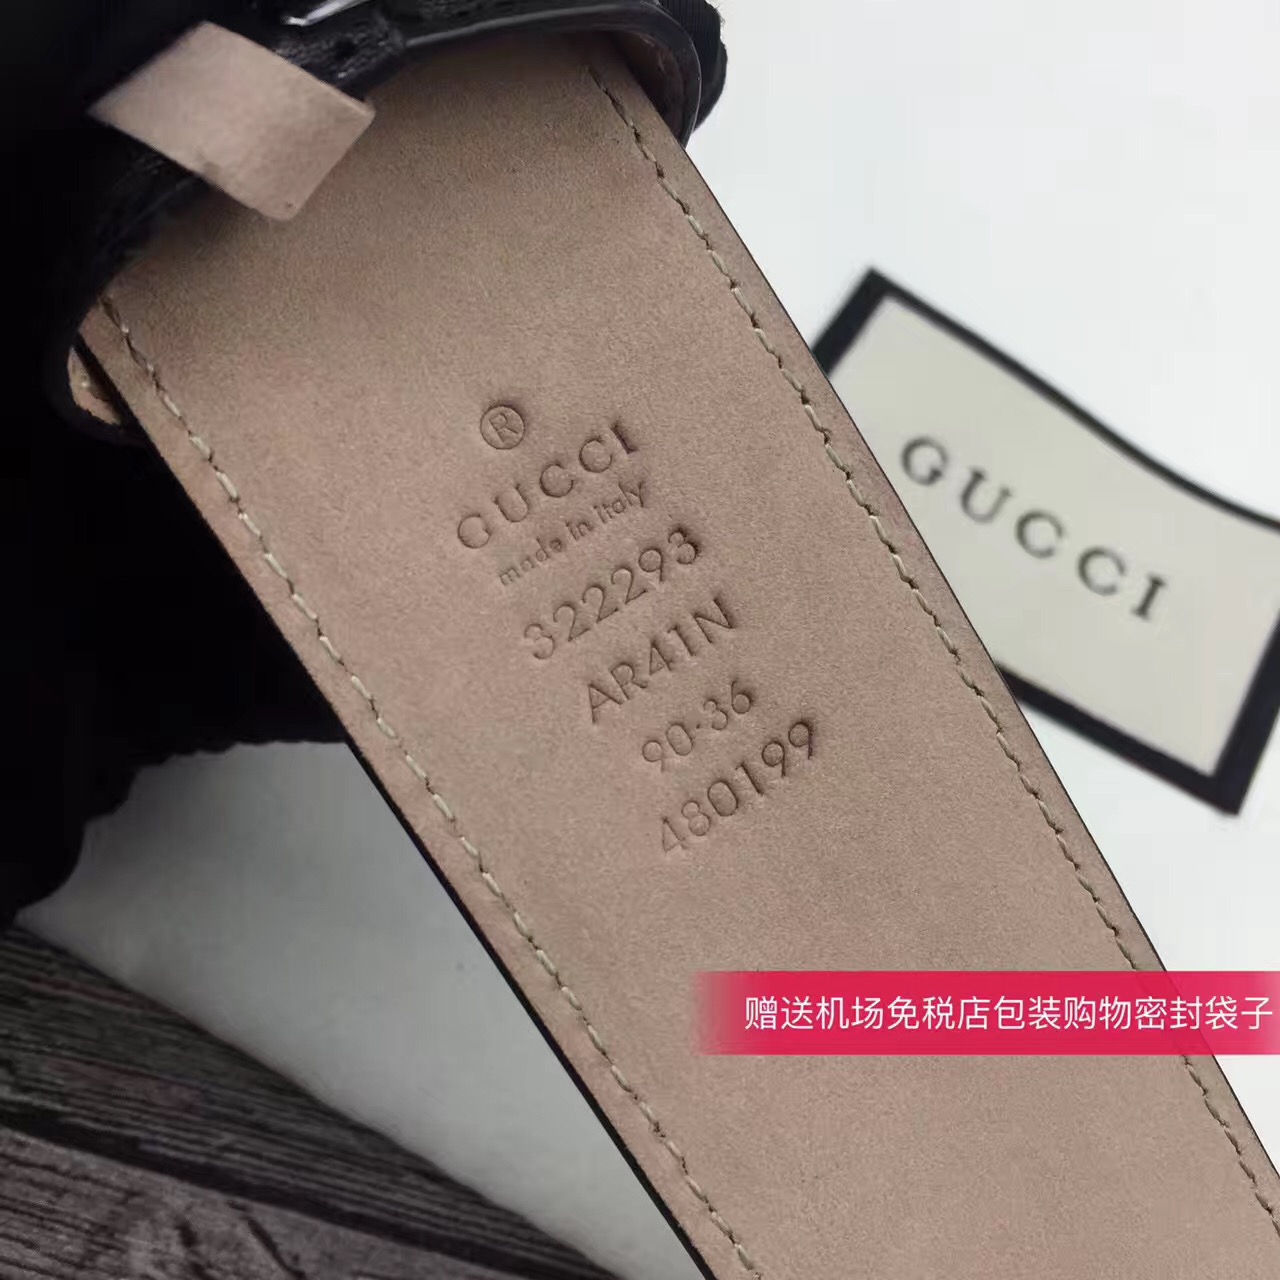 ®
GUCCI
made in italy
322293
AR41N
90·36
480199
GUCCI
赠送机场免税店包装购物密封袋子